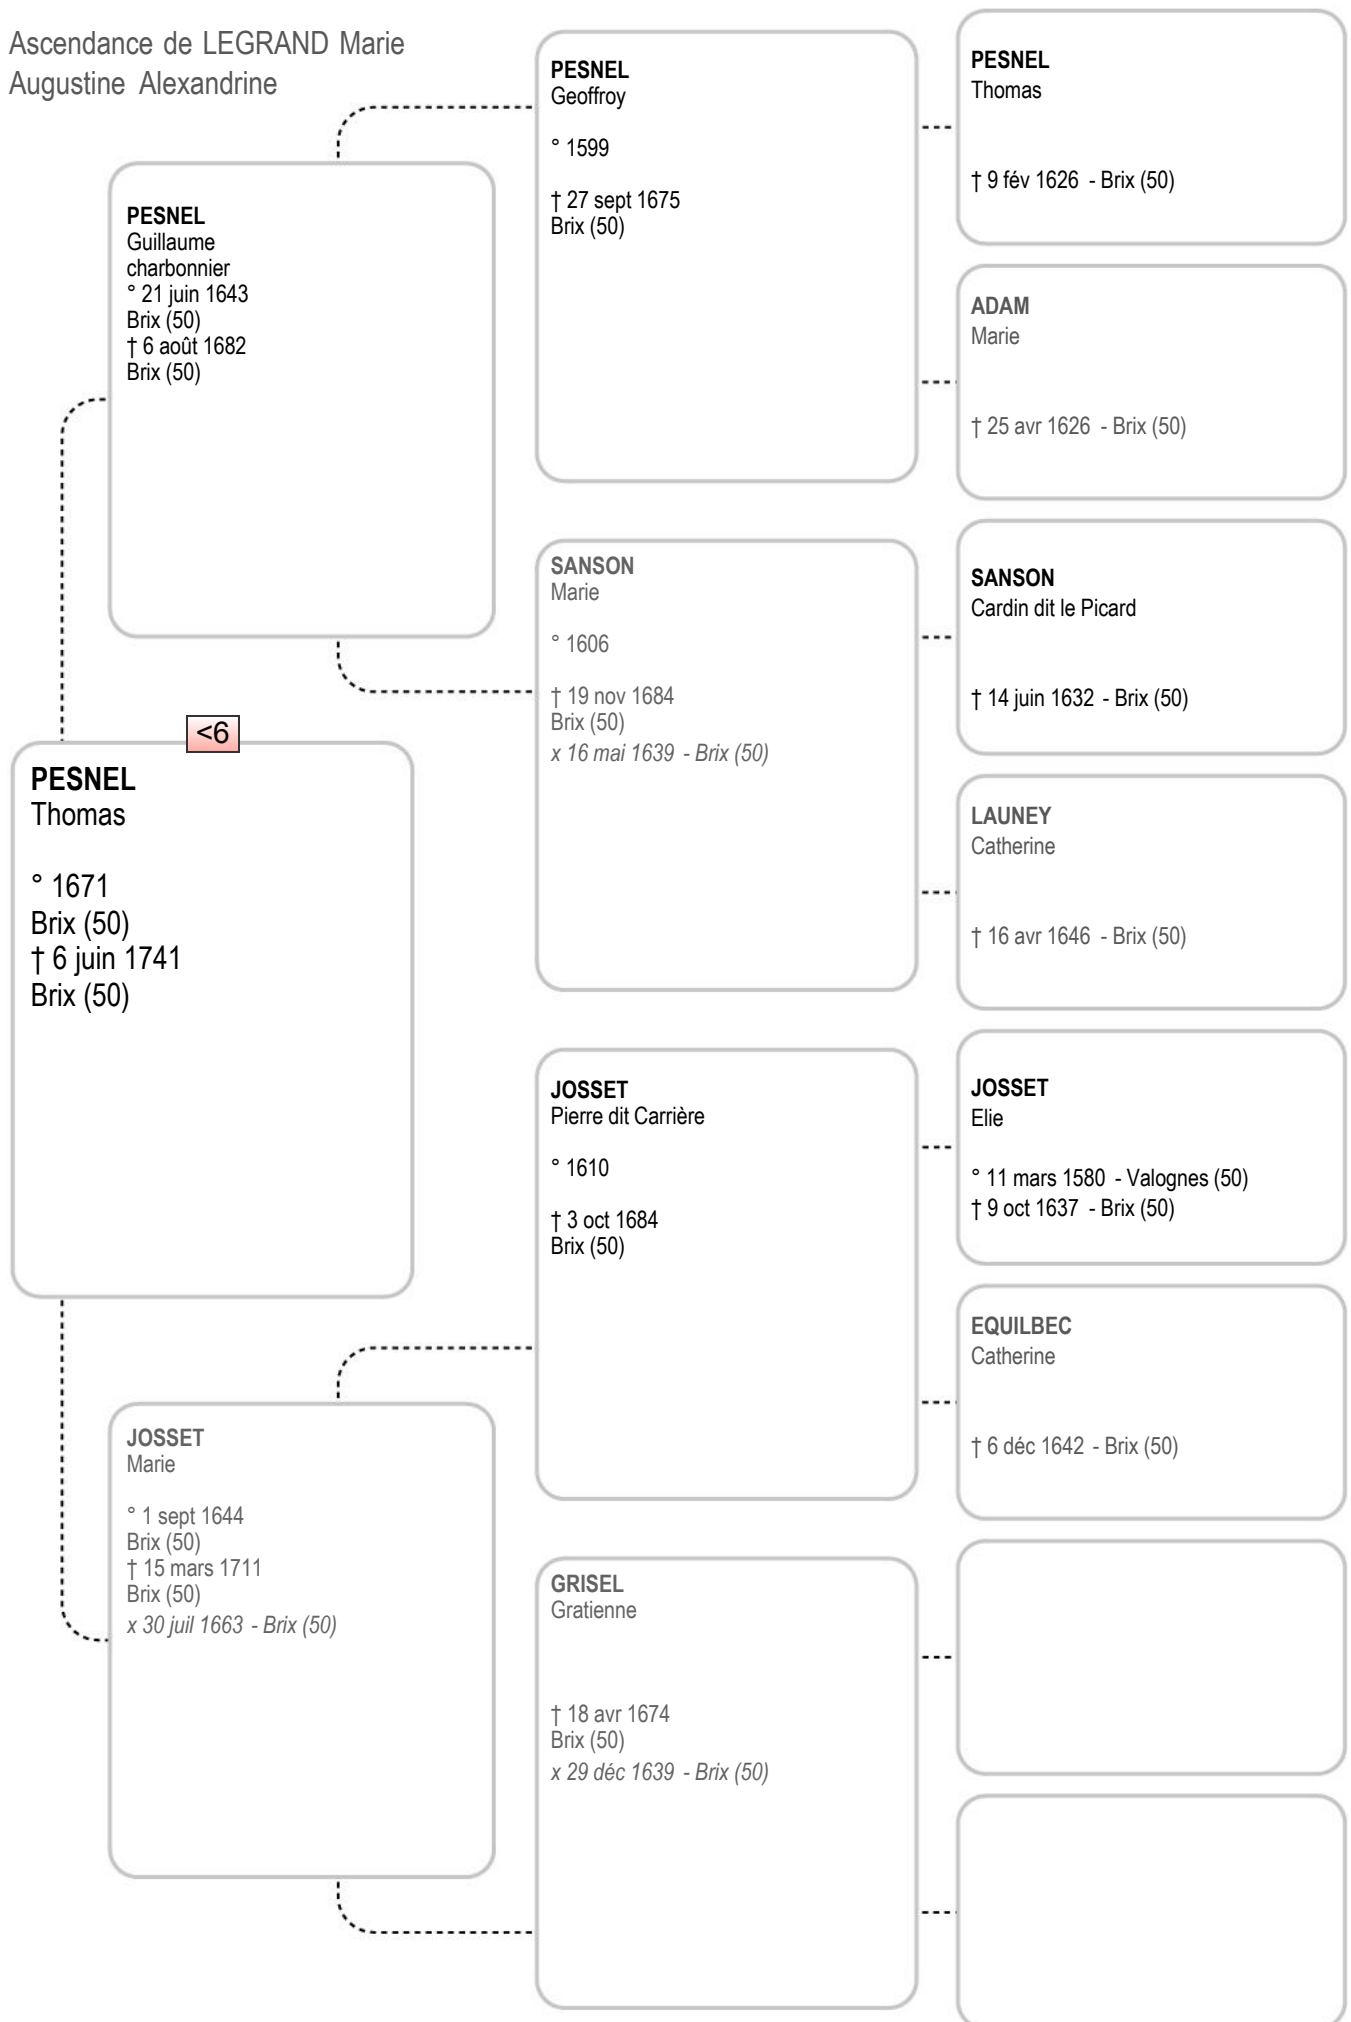 Ascendance de LEGRAND Marie
Augustine Alexandrine
PESNEL
Guillaume
charbonnier
° 21 juin 1643
Brix (50)
† 6 août 1682
Brix (50)
<6
PESNEL
Thomas
° 1671
Brix (50)
† 6 juin 1741
Brix (50)
JOSSET
Marie
° 1 sept 1644
Brix (50)
† 15 mars 1711
Brix (50)
x 30 juil 1663 - Brix (50)
PESNEL
Geoffroy
° 1599
† 27 sept 1675
Brix (50)
SANSON
Marie
° 1606
† 19 nov 1684
Brix (50)
x 16 mai 1639 - Brix (50)
JOSSET
Pierre dit Carrière
° 1610
† 3 oct 1684
Brix (50)
GRISEL
Gratienne
† 18 avr 1674
Brix (50)
x 29 déc 1639 - Brix (50)
PESNEL
Thomas
† 9 fév 1626 - Brix (50)
ADAM
Marie
† 25 avr 1626 - Brix (50)
SANSON
Cardin dit le Picard
† 14 juin 1632 - Brix (50)
LAUNEY
Catherine
† 16 avr 1646 - Brix (50)
JOSSET
Elie
° 11 mars 1580 - Valognes (50)
† 9 oct 1637 - Brix (50)
EQUILBEC
Catherine
† 6 déc 1642 - Brix (50)